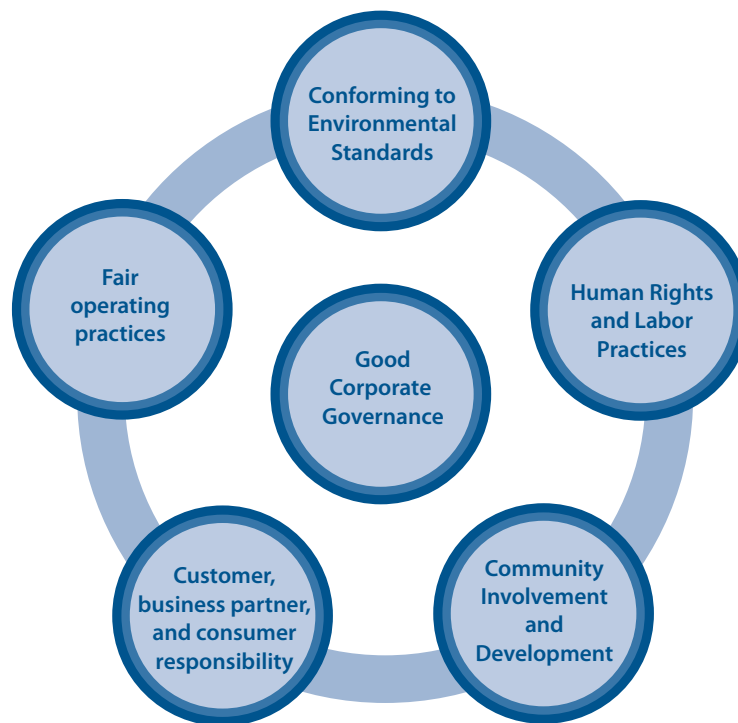 Conforming to
Environmental
Standards
Fair
operating
practices
Human Rights
and Labor
Practices
Good
Corporate
Governance
Customer,
business partner,
and consumer
responsibility
Community
Involvement
and
Development